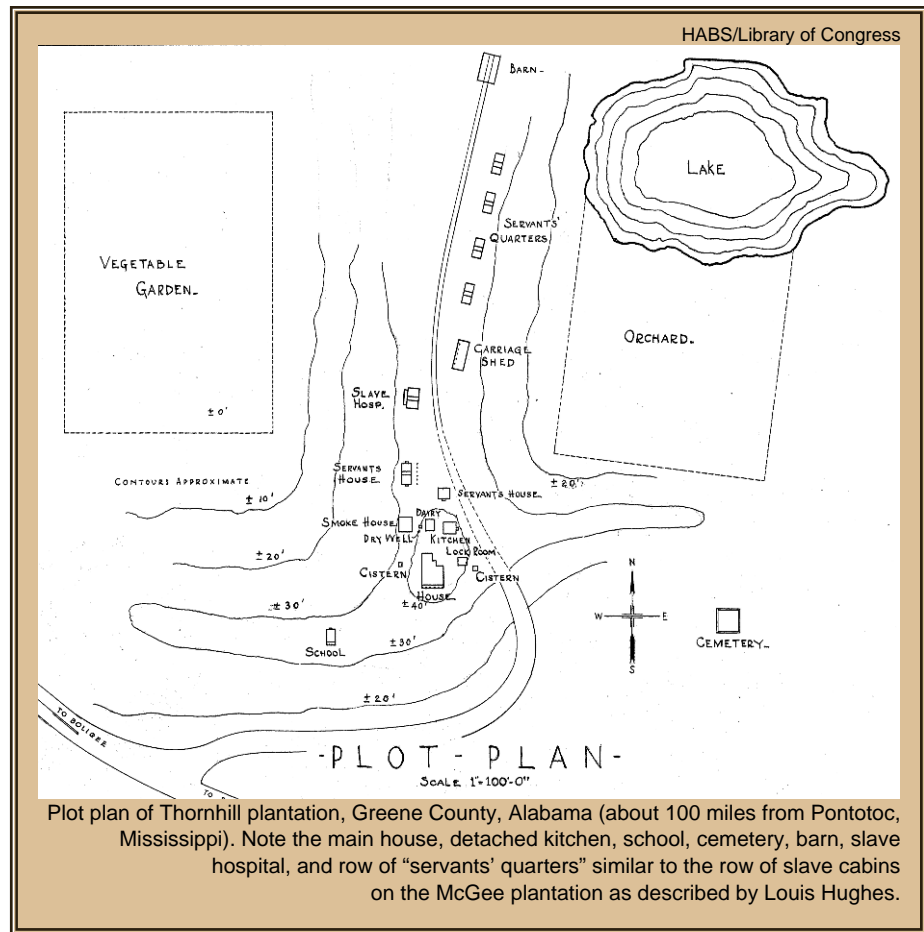 HABS/Library of Congress
BARN-
LAKE
SERVANTS'
QUARTERS
VEGETABLE
GARDEN-
ORCHARD-
CARRIAGE
SHED
SLAVE
HOSP.
±0'
SERVANTS
HOUSE
CONTOURS APPROXIMATE
±10'
±20'
SERVANTS HOUSE
DAIRY
SMOKE HOUSE
DRY WELL
KITCHEN
LOCK ROOM
±20'
CISTERN
CISTERN
HOUSE
±40'
±30'
N
W E
S
SCHOOL
±30'
CEMETERY-
±20'
TO BOLIGEE
-PLOT-PLAN-
SCALE 1"=100'-0"
TO
Plot plan of Thornhill plantation, Greene County, Alabama (about 100 miles from Pontotoc,
Mississippi). Note the main house, detached kitchen, school, cemetery, barn, slave
hospital, and row of “servants’ quarters” similar to the row of slave cabins
on the McGee plantation as described by Louis Hughes.